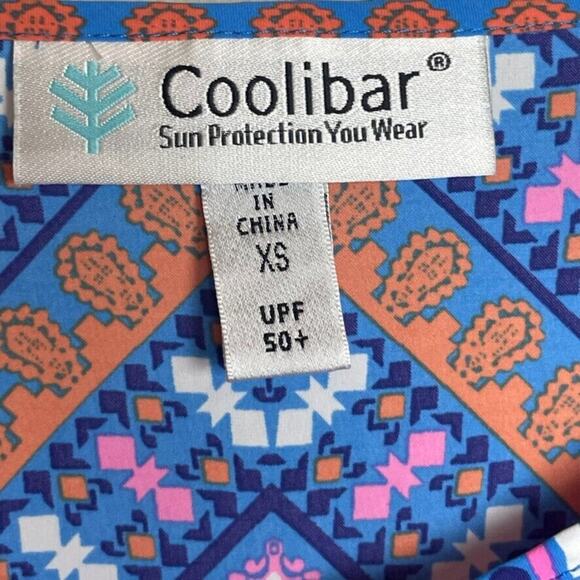 Coolibar®
Sun Protection You Wear
MADE
IN
CHINA
XS
UPF
50+